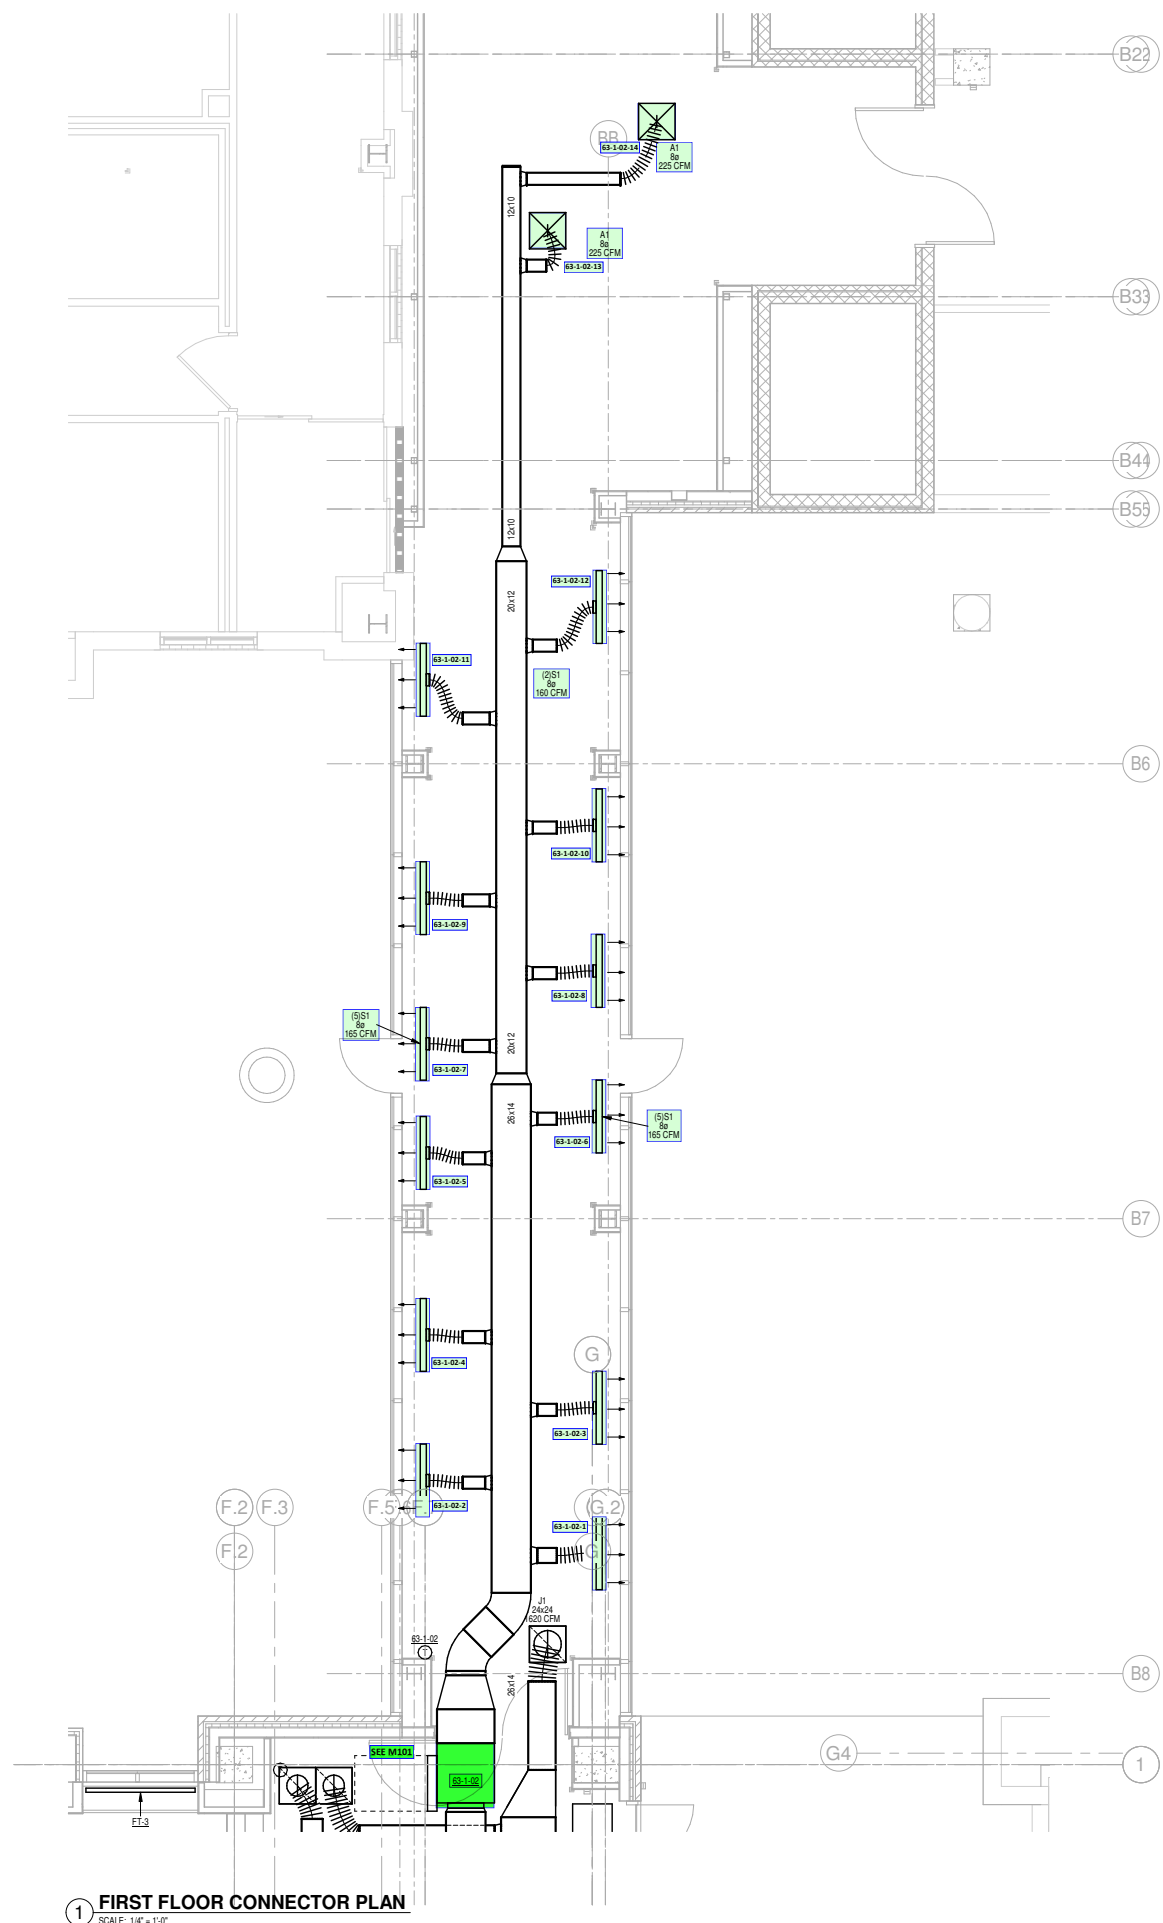 B22
BB
63-1-02-14
A1
8ø
225 CFM
12x10
A1
8ø
225 CFM
63-1-02-13
B33
B44
B55
12x10
63-1-02-12
20x12
63-1-02-11
(2)S1
8ø
160 CFM
B6
63-1-02-10
63-1-02-9
63-1-02-8
(5)S1
8ø
165 CFM
20x12
63-1-02-7
26x14
(5)S1
8ø
165 CFM
63-1-02-6
63-1-02-5
B7
G
63-1-02-4
63-1-02-3
F.2
F.3
F.5
F.
63-1-02-2
G.2
63-1-02-1
F.2
G
J1
24x24
1620 CFM
63-1-02
T
26x14
B8
SEE M101
63-1-02
G4
1
FT-3
1
FIRST FLOOR CONNECTOR PLAN
SCALE: 1/4" = 1'-0"